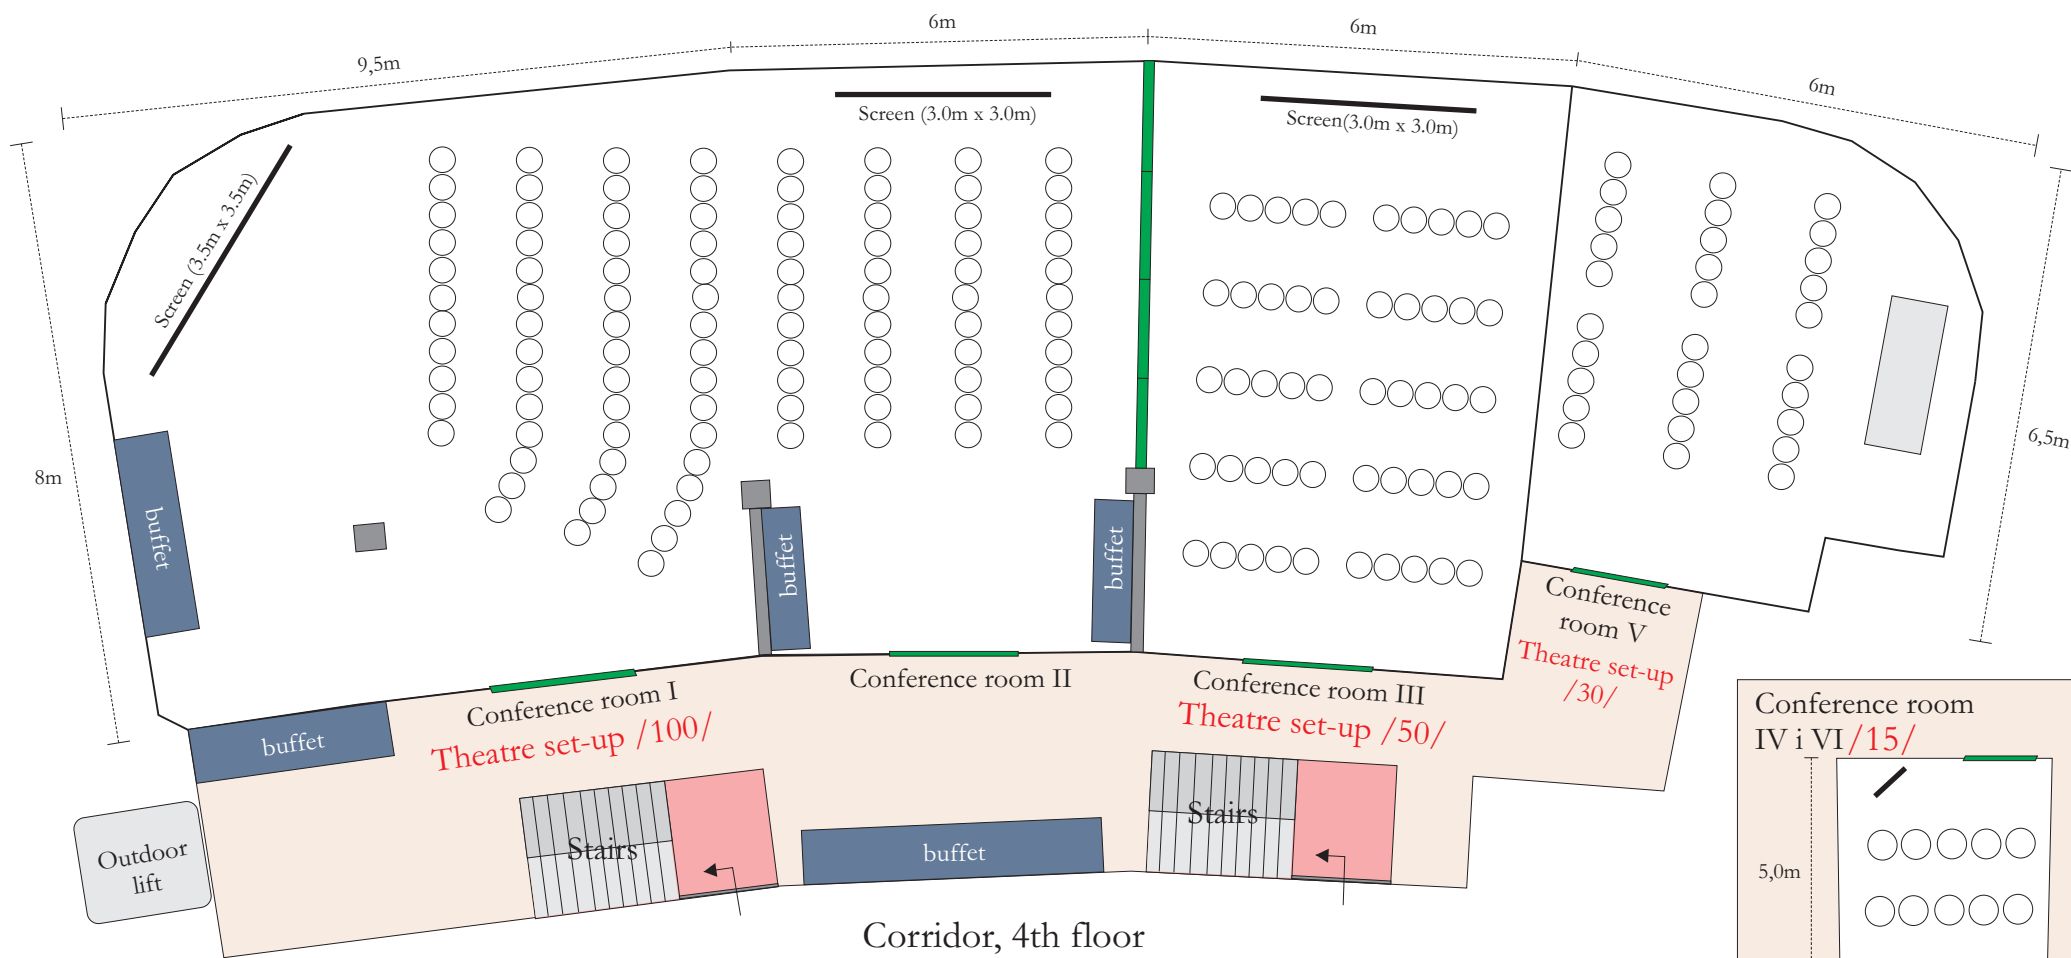 6m
6m
9,5m
6m
Screen (3.0m x 3.0m)
Screen(3.0m x 3.0m)
Screen (3.5m x 3.5m)
8m
6,5m
buffet
buffet
buffet
Conference room I
Theatre set-up /100/
Conference room II
Conference room III
Theatre set-up /50/
Conference
room V
Theatre set-up
/30/
buffet
Conference room
IV i VI /15/
5,0m
Stairs
Stairs
buffet
Outdoor
lift
Corridor, 4th floor